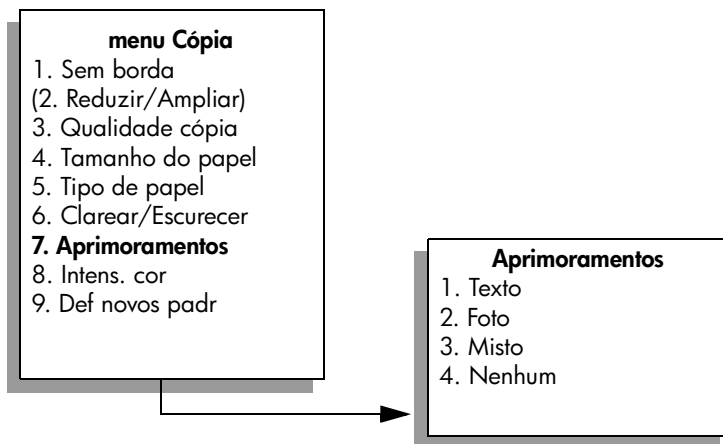 menu Cópia
1. Sem borda
(2. Reduzir/Ampliar)
3. Qualidade cópia
4. Tamanho do papel
5. Tipo de papel
6. Clarear/Escurecer
7. Aprimoramentos
8. Intens. cor
9. Def novos padr
Aprimoramentos
1. Texto
2. Foto
3. Misto
4. Nenhum